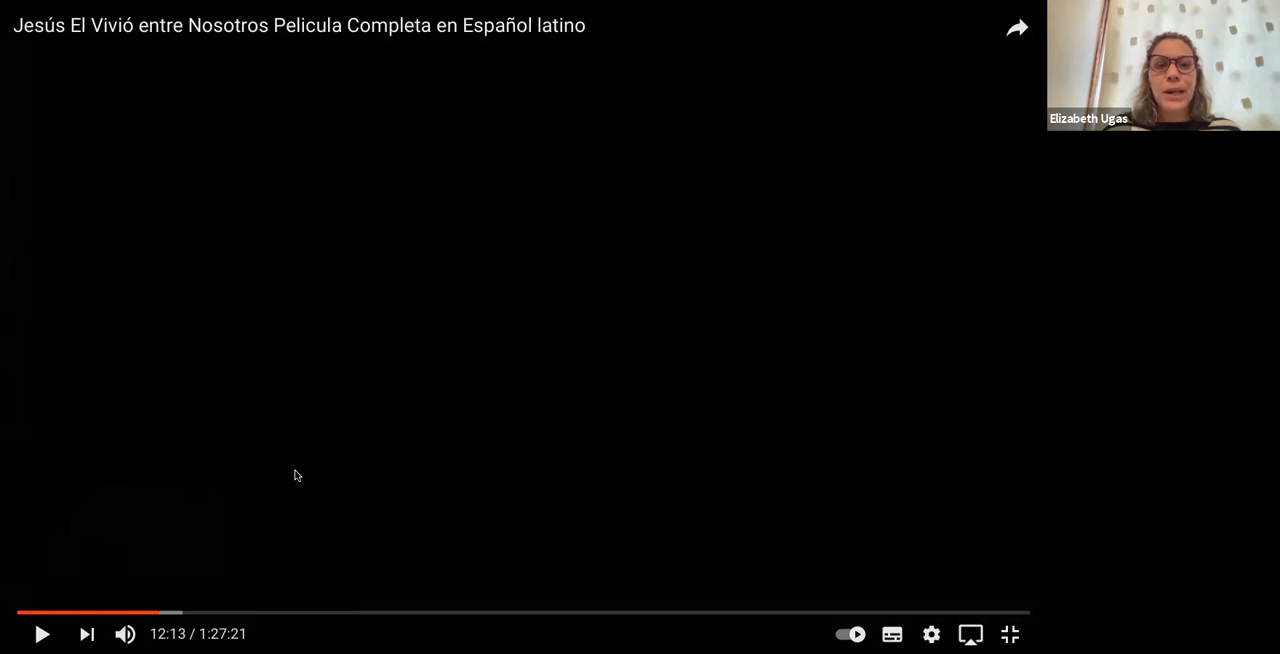 Jesús El Vivió entre Nosotros Pelicula Completa en Español latino
Elizabeth Ugas
12:13 / 1:27:21